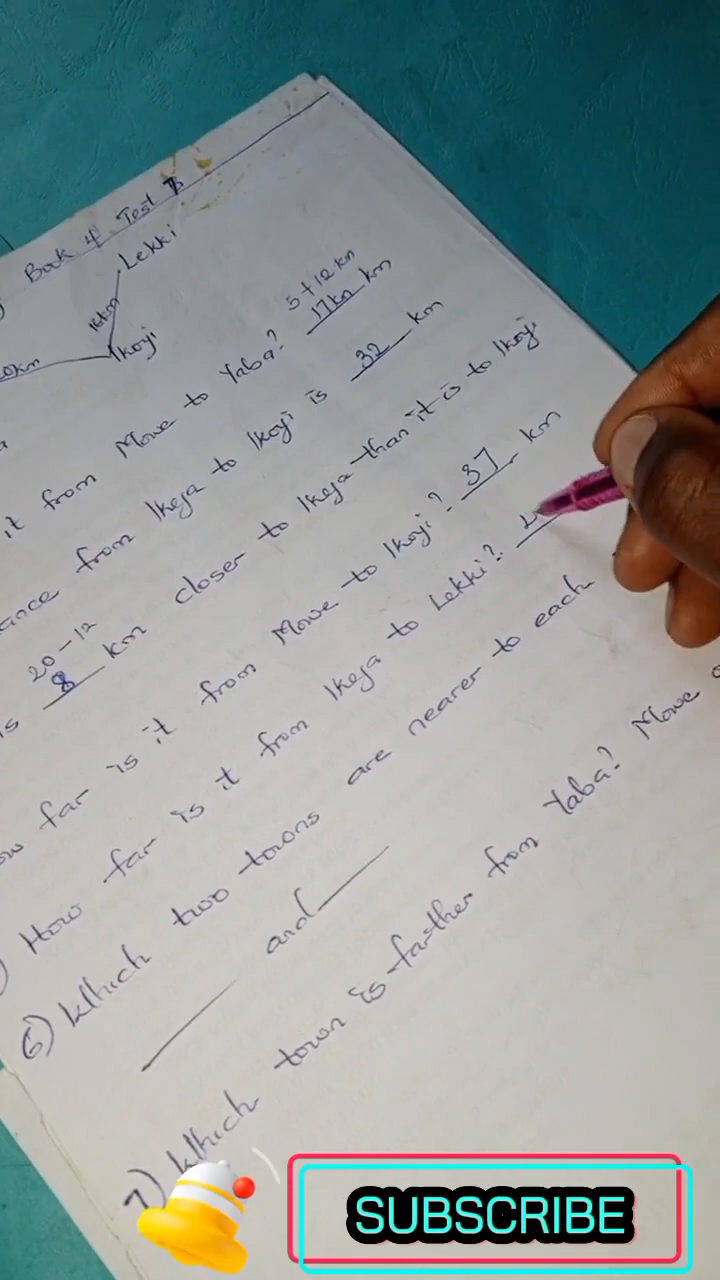 Book 4 Test 7
Lekki
16km
Ikoyi
0km
5+12km
it from Mowe to Yaba? 17km km
ance from Ikeja to Ikoyi is 32 km
20-12
is 8 km closer to Ikeja than it is to Ikoyi
ow far is it from Mowe to Ikoyi? 37 km
) How far is it from Ikeja to Lekki?
6) Which two towns are nearer to each
and
7) Which town is farther from Yaba? Mowe o
SUBSCRIBE